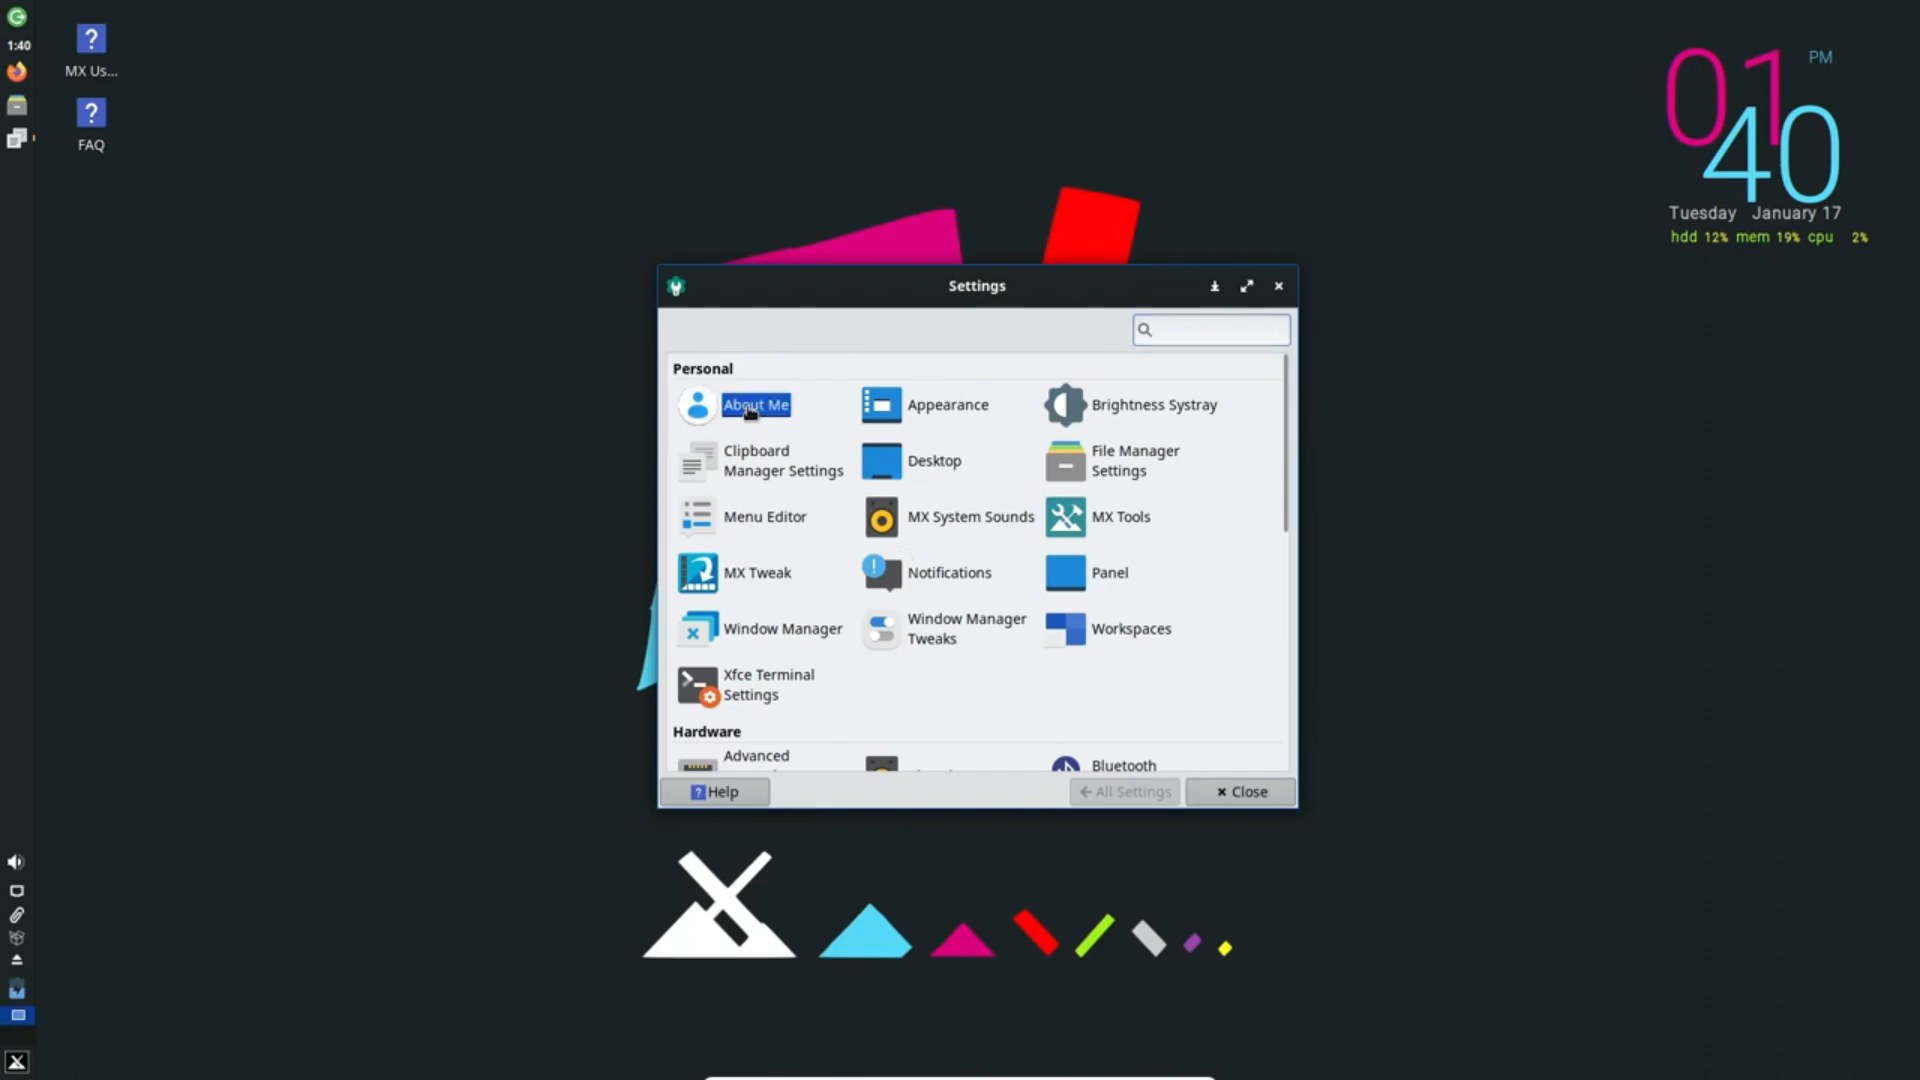 1:40
MX Us...
FAQ
01
PM
40
Tuesday January 17
hdd 12% mem 19% cpu 2%
Settings
Personal
About Me
Appearance
Brightness Systray
Clipboard
Manager Settings
Desktop
File Manager
Settings
Menu Editor
MX System Sounds
MX Tools
MX Tweak
Notifications
Panel
Window Manager
Window Manager
Tweaks
Workspaces
Xfce Terminal
Settings
Hardware
Advanced
Bluetooth
Help
All Settings
Close